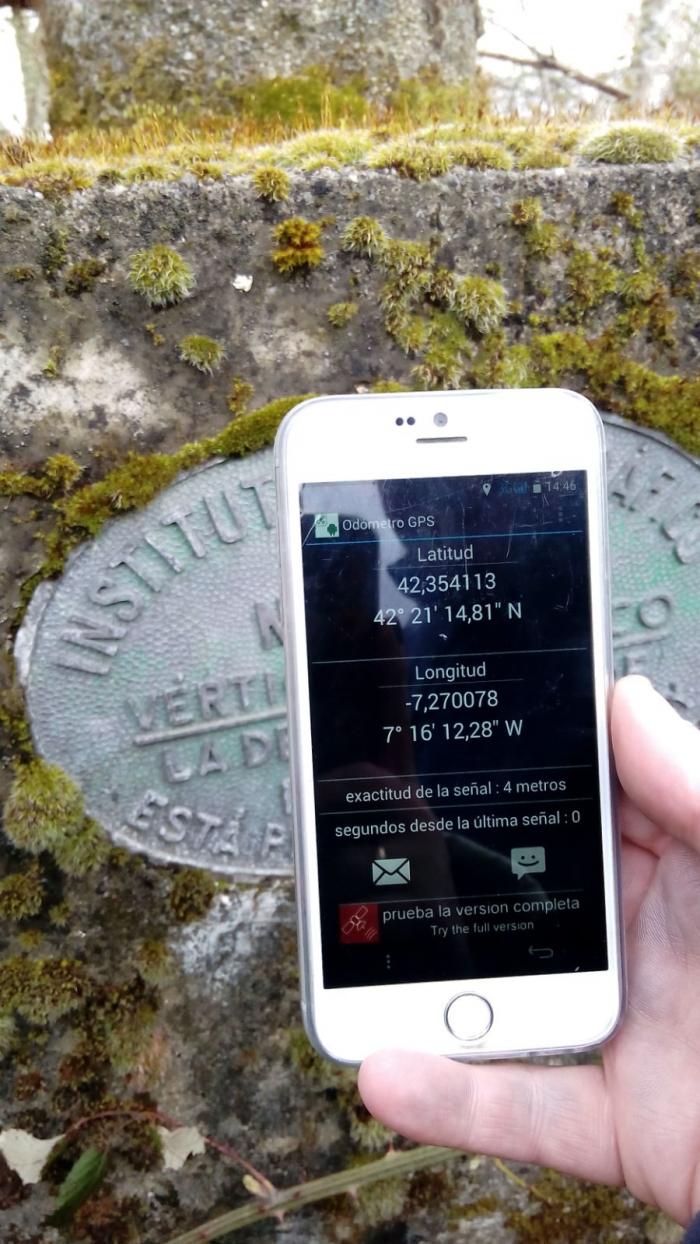 14:46
Odómetro GPS
Latitud
42,354113
42° 21' 14,81" N
Longitud
-7,270078
7° 16' 12,28" W
exactitud de la señal : 4 metros
segundos desde la última señal : 0
prueba la version completa
Try the full version
INSTITUT
VÉRTI
LA DE
ESTÁ P